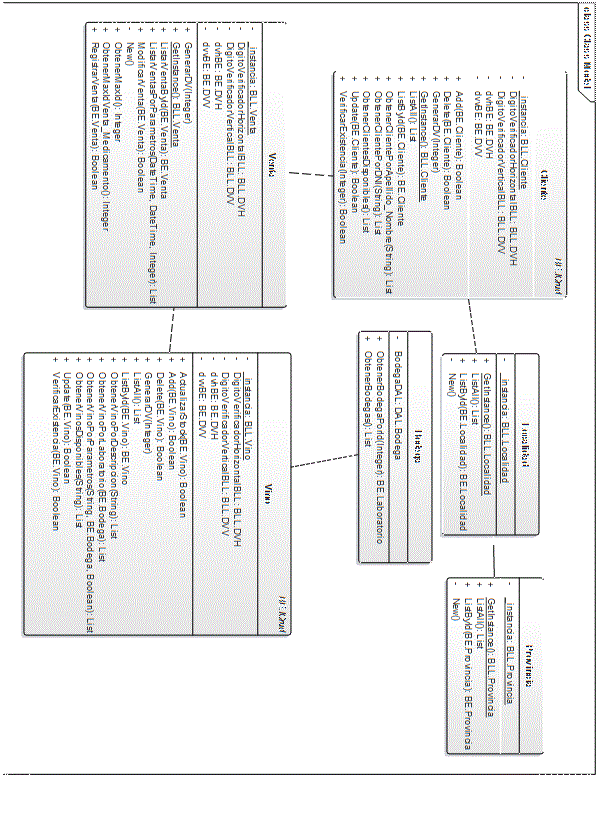 class Class Model
Cliente
- instancia: BLL.Cliente
- DigitoVerificadorHorizontalBLL: BLL.DVH
- DigitoVerificadorVerticalBLL: BLL.DVV
- dvhBE: BE.DVH
- dvvBE: BE.DVV
+ Add(BE.Cliente): Boolean
+ Delete(BE.Cliente): Boolean
+ GenerarDV(Integer)
+ GetInstance(): BLL.Cliente
+ ListAll(): List
+ ListById(BE.Cliente): BE.Cliente
+ ObtenerClientePorApellido_Nombre(String): List
+ ObtenerClientePorDNI(String): List
+ ObtenerClientesDisponibles(): List
+ Update(BE.Cliente): Boolean
+ VerificarExistencia(Integer): Boolean
Localidad
- instancia: BLL.Localidad
+ GetInstance(): BLL.Localidad
+ ListAll(): List
+ ListById(BE.Localidad): BE.Localidad
- New()
Provincia
- instancia: BLL.Provincia
+ GetInstance(): BLL.Provincia
+ ListAll(): List
+ ListById(BE.Provincia): BE.Provincia
- New()
Bodega
- BodegaDAL: DAL.Bodega
+ ObtenerBodegaPorId(Integer): BE.Laboratorio
+ ObtenerBodegas(): List
Venta
- instancia: BLL.Venta
- DigitoVerificadorHorizontalBLL: BLL.DVH
- DigitoVerificadorVerticalBLL: BLL.DVV
- dvhBE: BE.DVH
- dvvBE: BE.DVV
+ GenerarDV(Integer)
+ GetInstance(): BLL.Venta
+ ListarVentaById(BE.Venta): BE.Venta
+ ListarVentasPorParametros(DateTime, DateTime, Integer): List
+ ModificarVenta(BE.Venta): Boolean
- New()
+ ObtenerMaxId(): Integer
+ ObtenerMaxIdVenta_Medicamento(): Integer
+ RegistrarVenta(BE.Venta): Boolean
Vino
- instancia: BLL.Vino
- DigitoVerificadorHorizontalBLL: BLL.DVH
- DigitoVerificadorVerticalBLL: BLL.DVV
- dvhBE: BE.DVH
- dvvBE: BE.DVV
+ ActualizarStock(BE.Vino): Boolean
+ Add(BE.Vino): Boolean
+ Delete(BE.Vino): Boolean
+ GenerarDV(Integer)
+ ListAll(): List
+ ListById(BE.Vino): BE.Vino
+ ObtenerVinoPorDescripcion(String): List
+ ObtenerVinoPorLaboratorio(BE.Bodega): List
+ ObtenerVinoPorParametros(String, BE.Bodega, Boolean): List
+ ObtenerVinosDisponibles(String): List
+ Update(BE.Vino): Boolean
+ VerificarExistencia(BE.Vino): Boolean